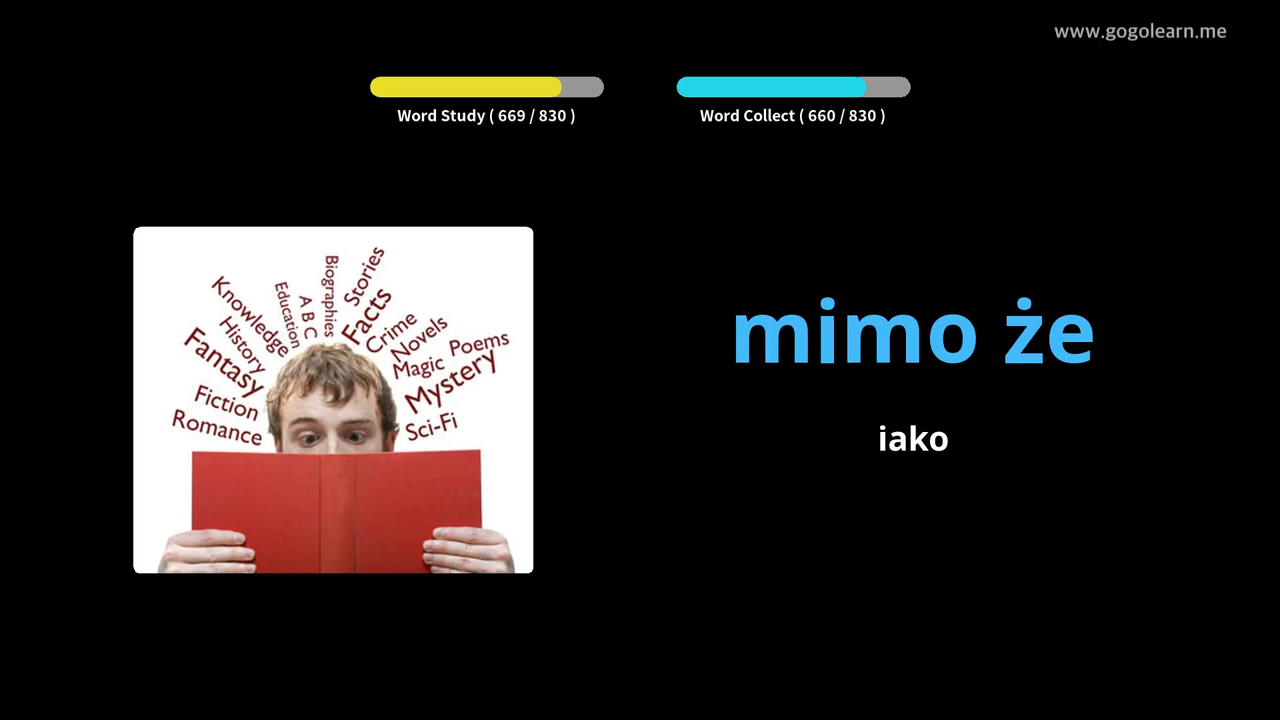 www.gogolearn.me
Word Study ( 669 / 830 )
Word Collect ( 660 / 830 )
Knowledge
History
Fantasy
Fiction
Romance
Education
A B C
Biographies
Stories
Facts
Crime
Novels
Magic
Poems
Mystery
Sci-Fi
mimo że
iako